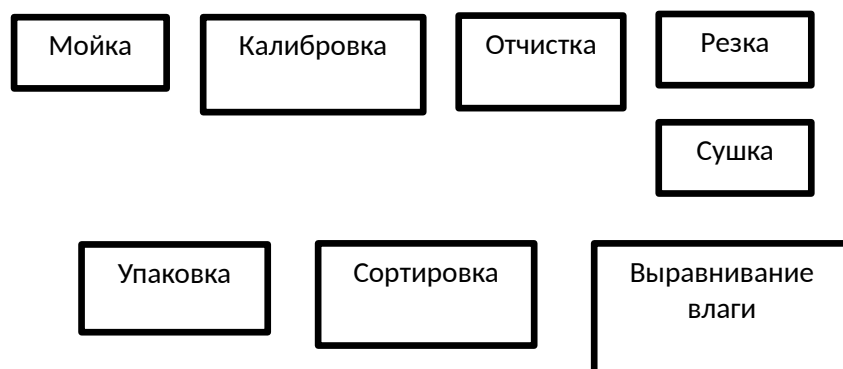 Мойка
Калибровка
Отчистка
Резка
Сушка
Упаковка
Сортировка
Выравнивание
влаги